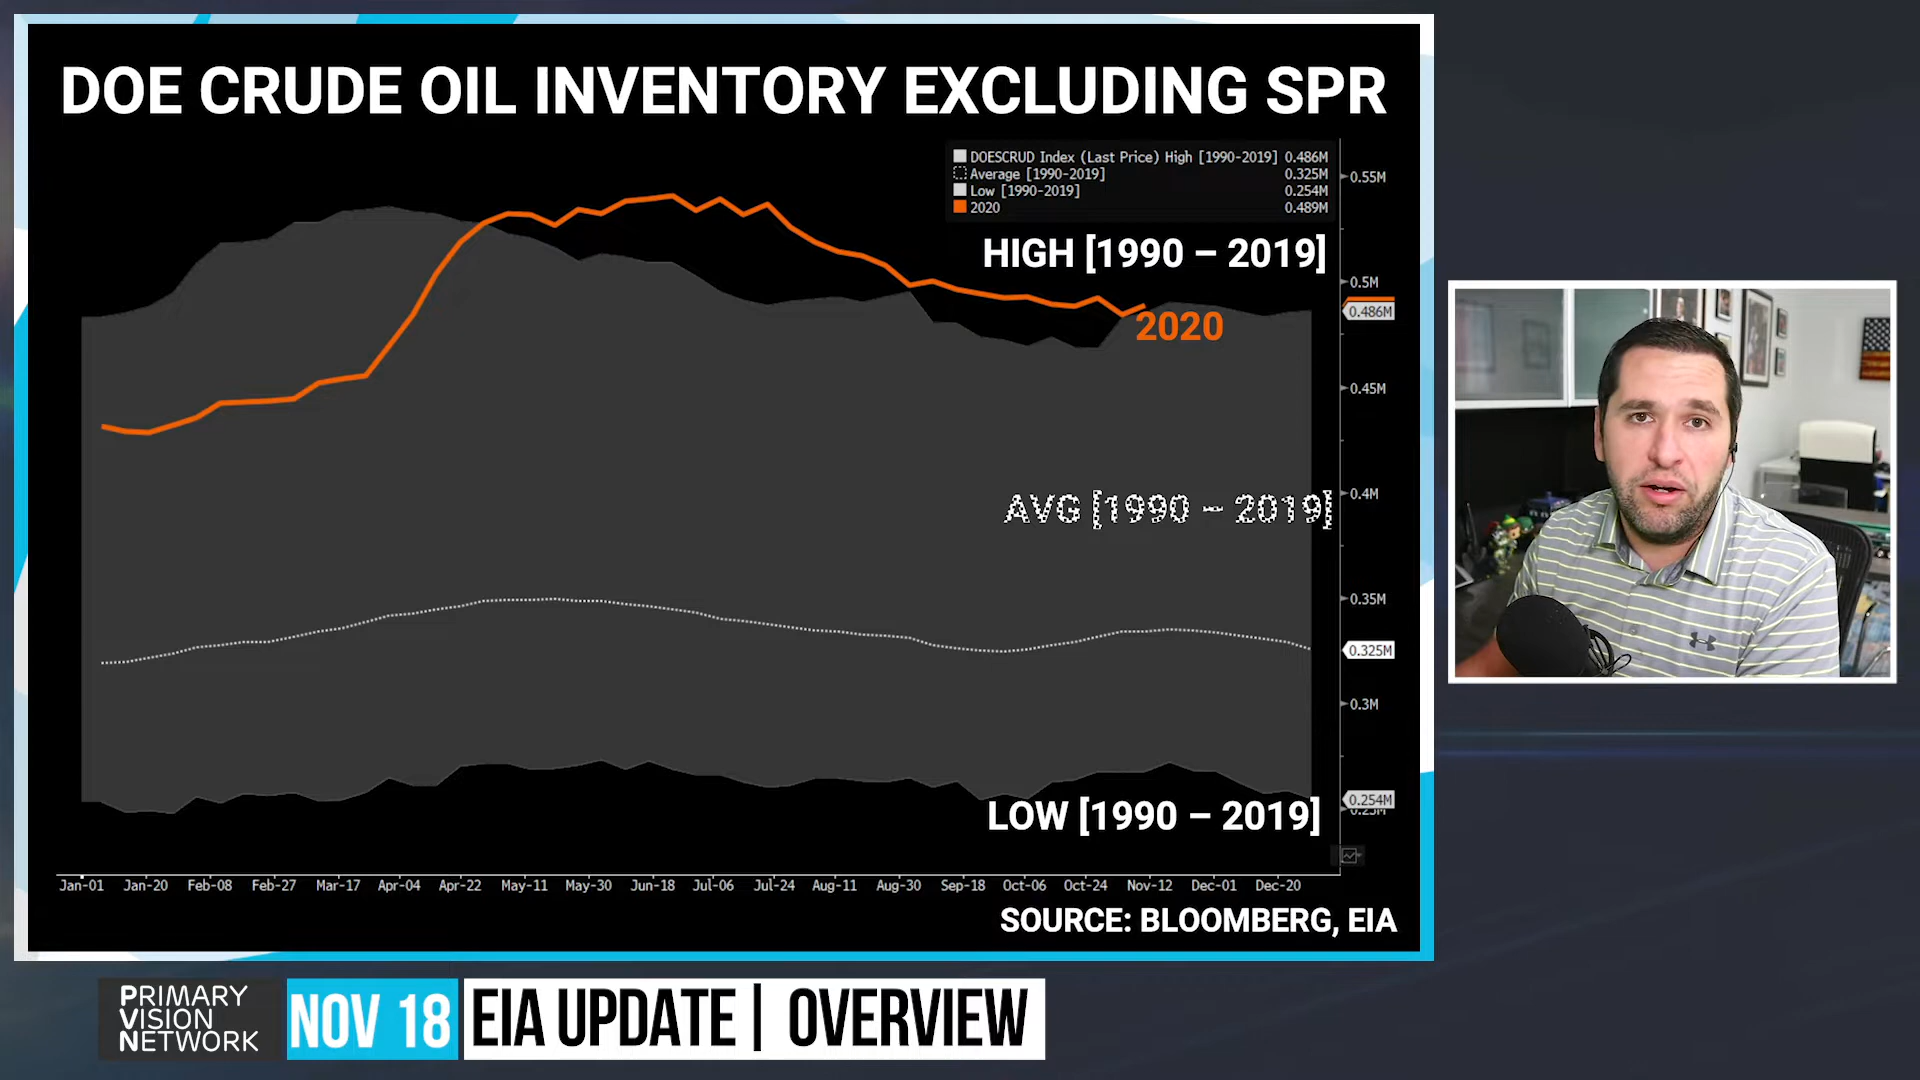 DOE CRUDE OIL INVENTORY EXCLUDING SPR
DOESCRUD Index (Last Price) High [1990-2019] 0.486M
Average [1990-2019] 0.325M
Low [1990-2019] 0.254M
2020 0.489M
0.55M
HIGH [1990 – 2019]
0.5M
0.486M
2020
0.45M
AVG [1990 – 2019]
0.4M
0.35M
0.325M
0.3M
0.254M
0.25M
LOW [1990 – 2019]
Jan-01 Jan-20 Feb-08 Feb-27 Mar-17 Apr-04 Apr-22 May-11 May-30 Jun-18 Jul-06 Jul-24 Aug-11 Aug-30 Sep-18 Oct-06 Oct-24 Nov-12 Dec-01 Dec-20
SOURCE: BLOOMBERG, EIA
PRIMARY
VISION
NETWORK
NOV 18
EIA UPDATE | OVERVIEW